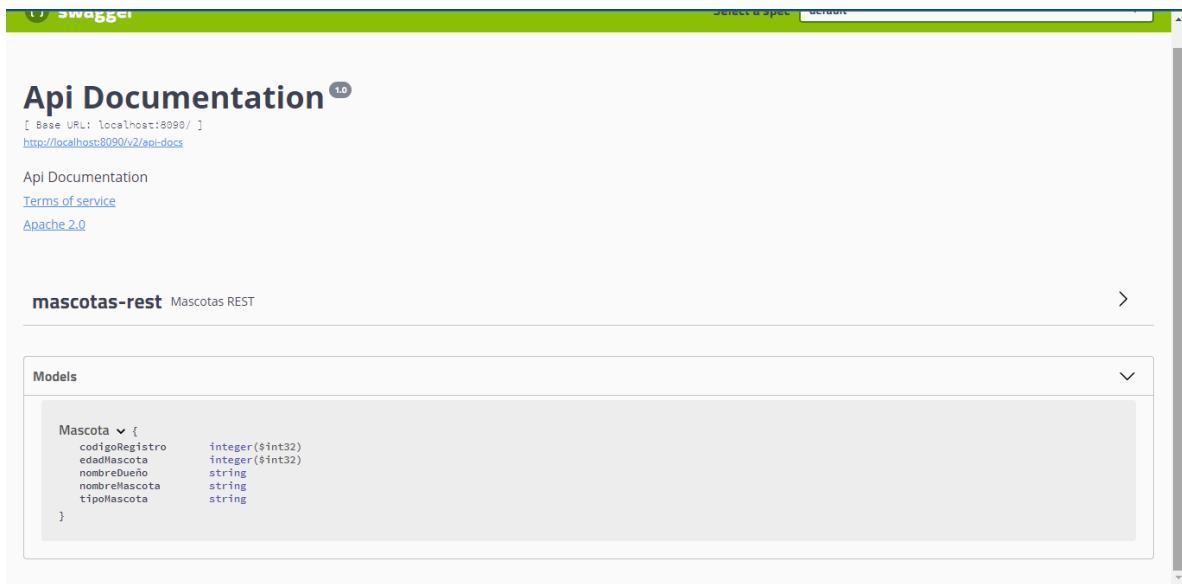 swagger
Select a spec default
Api Documentation 1.0
[ Base URL: localhost:8090/ ]
http://localhost:8090/v2/api-docs
Api Documentation
Terms of service
Apache 2.0
mascotas-rest Mascotas REST
Models
Mascota {
codigoRegistro integer($int32)
edadMascota integer($int32)
nombreDueño string
nombreMascota string
tipoMascota string
}